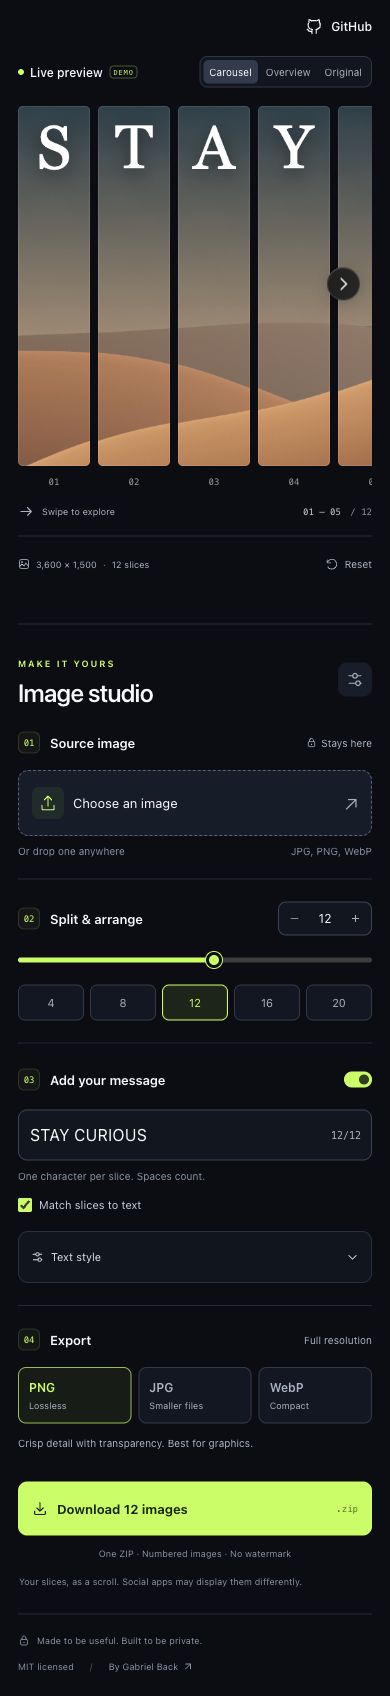 GitHub
Live preview DEMO
Carousel Overview Original
S T A Y
01 02 03 04
Swipe to explore 01 — 05 / 12
3,600 × 1,500 · 12 slices Reset
MAKE IT YOURS
Image studio
01 Source image Stays here
Choose an image
Or drop one anywhere JPG, PNG, WebP
02 Split & arrange − 12 +
4 8 12 16 20
03 Add your message
STAY CURIOUS 12/12
One character per slice. Spaces count.
Match slices to text
Text style
04 Export Full resolution
PNG JPG WebP
Lossless Smaller files Compact
Crisp detail with transparency. Best for graphics.
Download 12 images .zip
One ZIP · Numbered images · No watermark
Your slices, as a scroll. Social apps may display them differently.
Made to be useful. Built to be private.
MIT licensed / By Gabriel Back